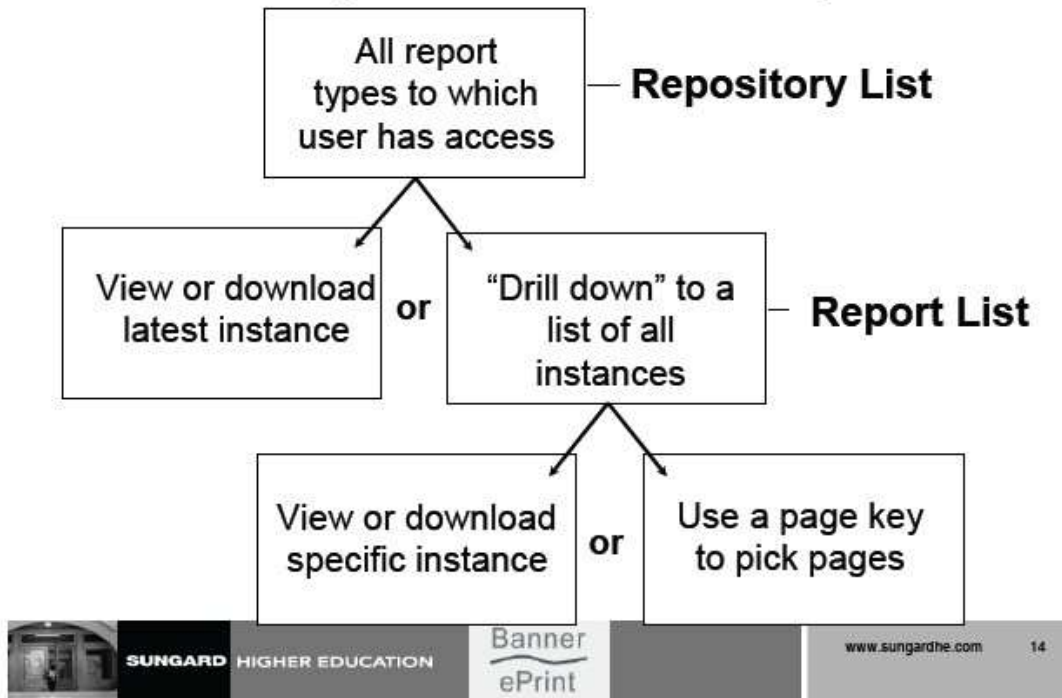 All report
types to which
user has access
Repository List
View or download
latest instance
or
“Drill down” to a
list of all
instances
Report List
View or download
specific instance
or
Use a page key
to pick pages
SUNGARD HIGHER EDUCATION
Banner
ePrint
www.sungardhe.com
14